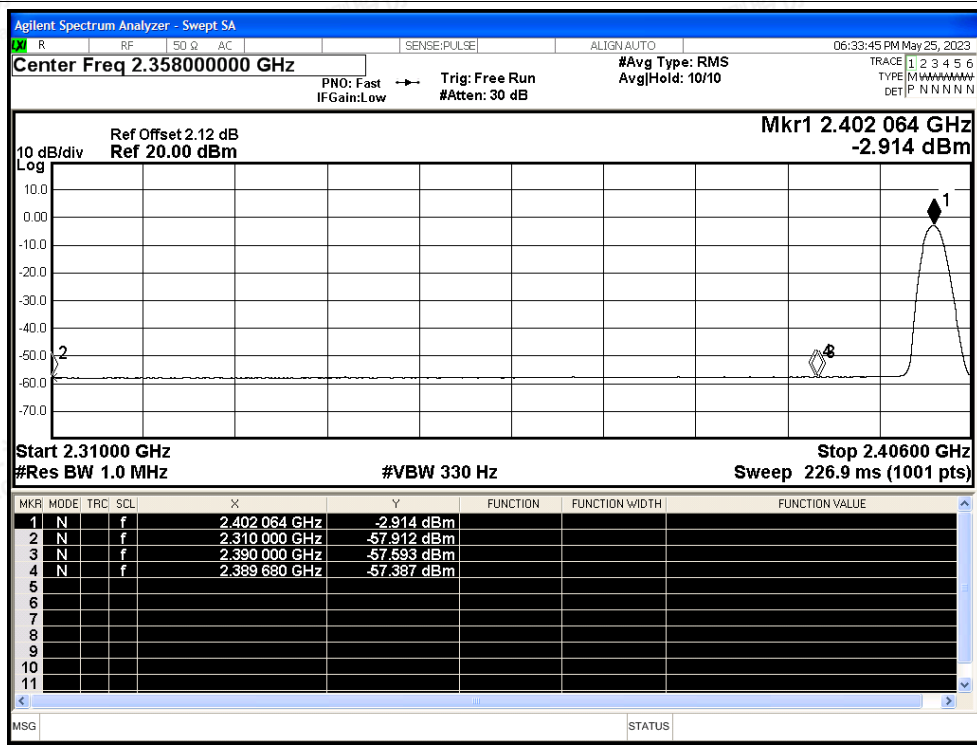 Agilent Spectrum Analyzer - Swept SA
LXI R RF 50 Ω AC SENSE:PULSE ALIGN AUTO 06:33:45 PM May 25, 2023
Center Freq 2.358000000 GHz
PNO: Fast
IFGain:Low
Trig: Free Run
#Atten: 30 dB
#Avg Type: RMS
Avg|Hold: 10/10
TRACE 1 2 3 4 5 6
TYPE M
DET P N N N N N
Ref Offset 2.12 dB
10 dB/div Ref 20.00 dBm
Log
Mkr1 2.402 064 GHz
-2.914 dBm
10.0
0.00
-10.0
-20.0
-30.0
-40.0
-50.0
-60.0
-70.0
1
2
Start 2.31000 GHz Stop 2.40600 GHz
#Res BW 1.0 MHz #VBW 330 Hz Sweep 226.9 ms (1001 pts)
MKR MODE TRC SCL X Y FUNCTION FUNCTION WIDTH FUNCTION VALUE
1 N f 2.402 064 GHz -2.914 dBm
2 N f 2.310 000 GHz -57.912 dBm
3 N f 2.390 000 GHz -57.593 dBm
4 N f 2.389 680 GHz -57.387 dBm
5
6
7
8
9
10
11
MSG STATUS